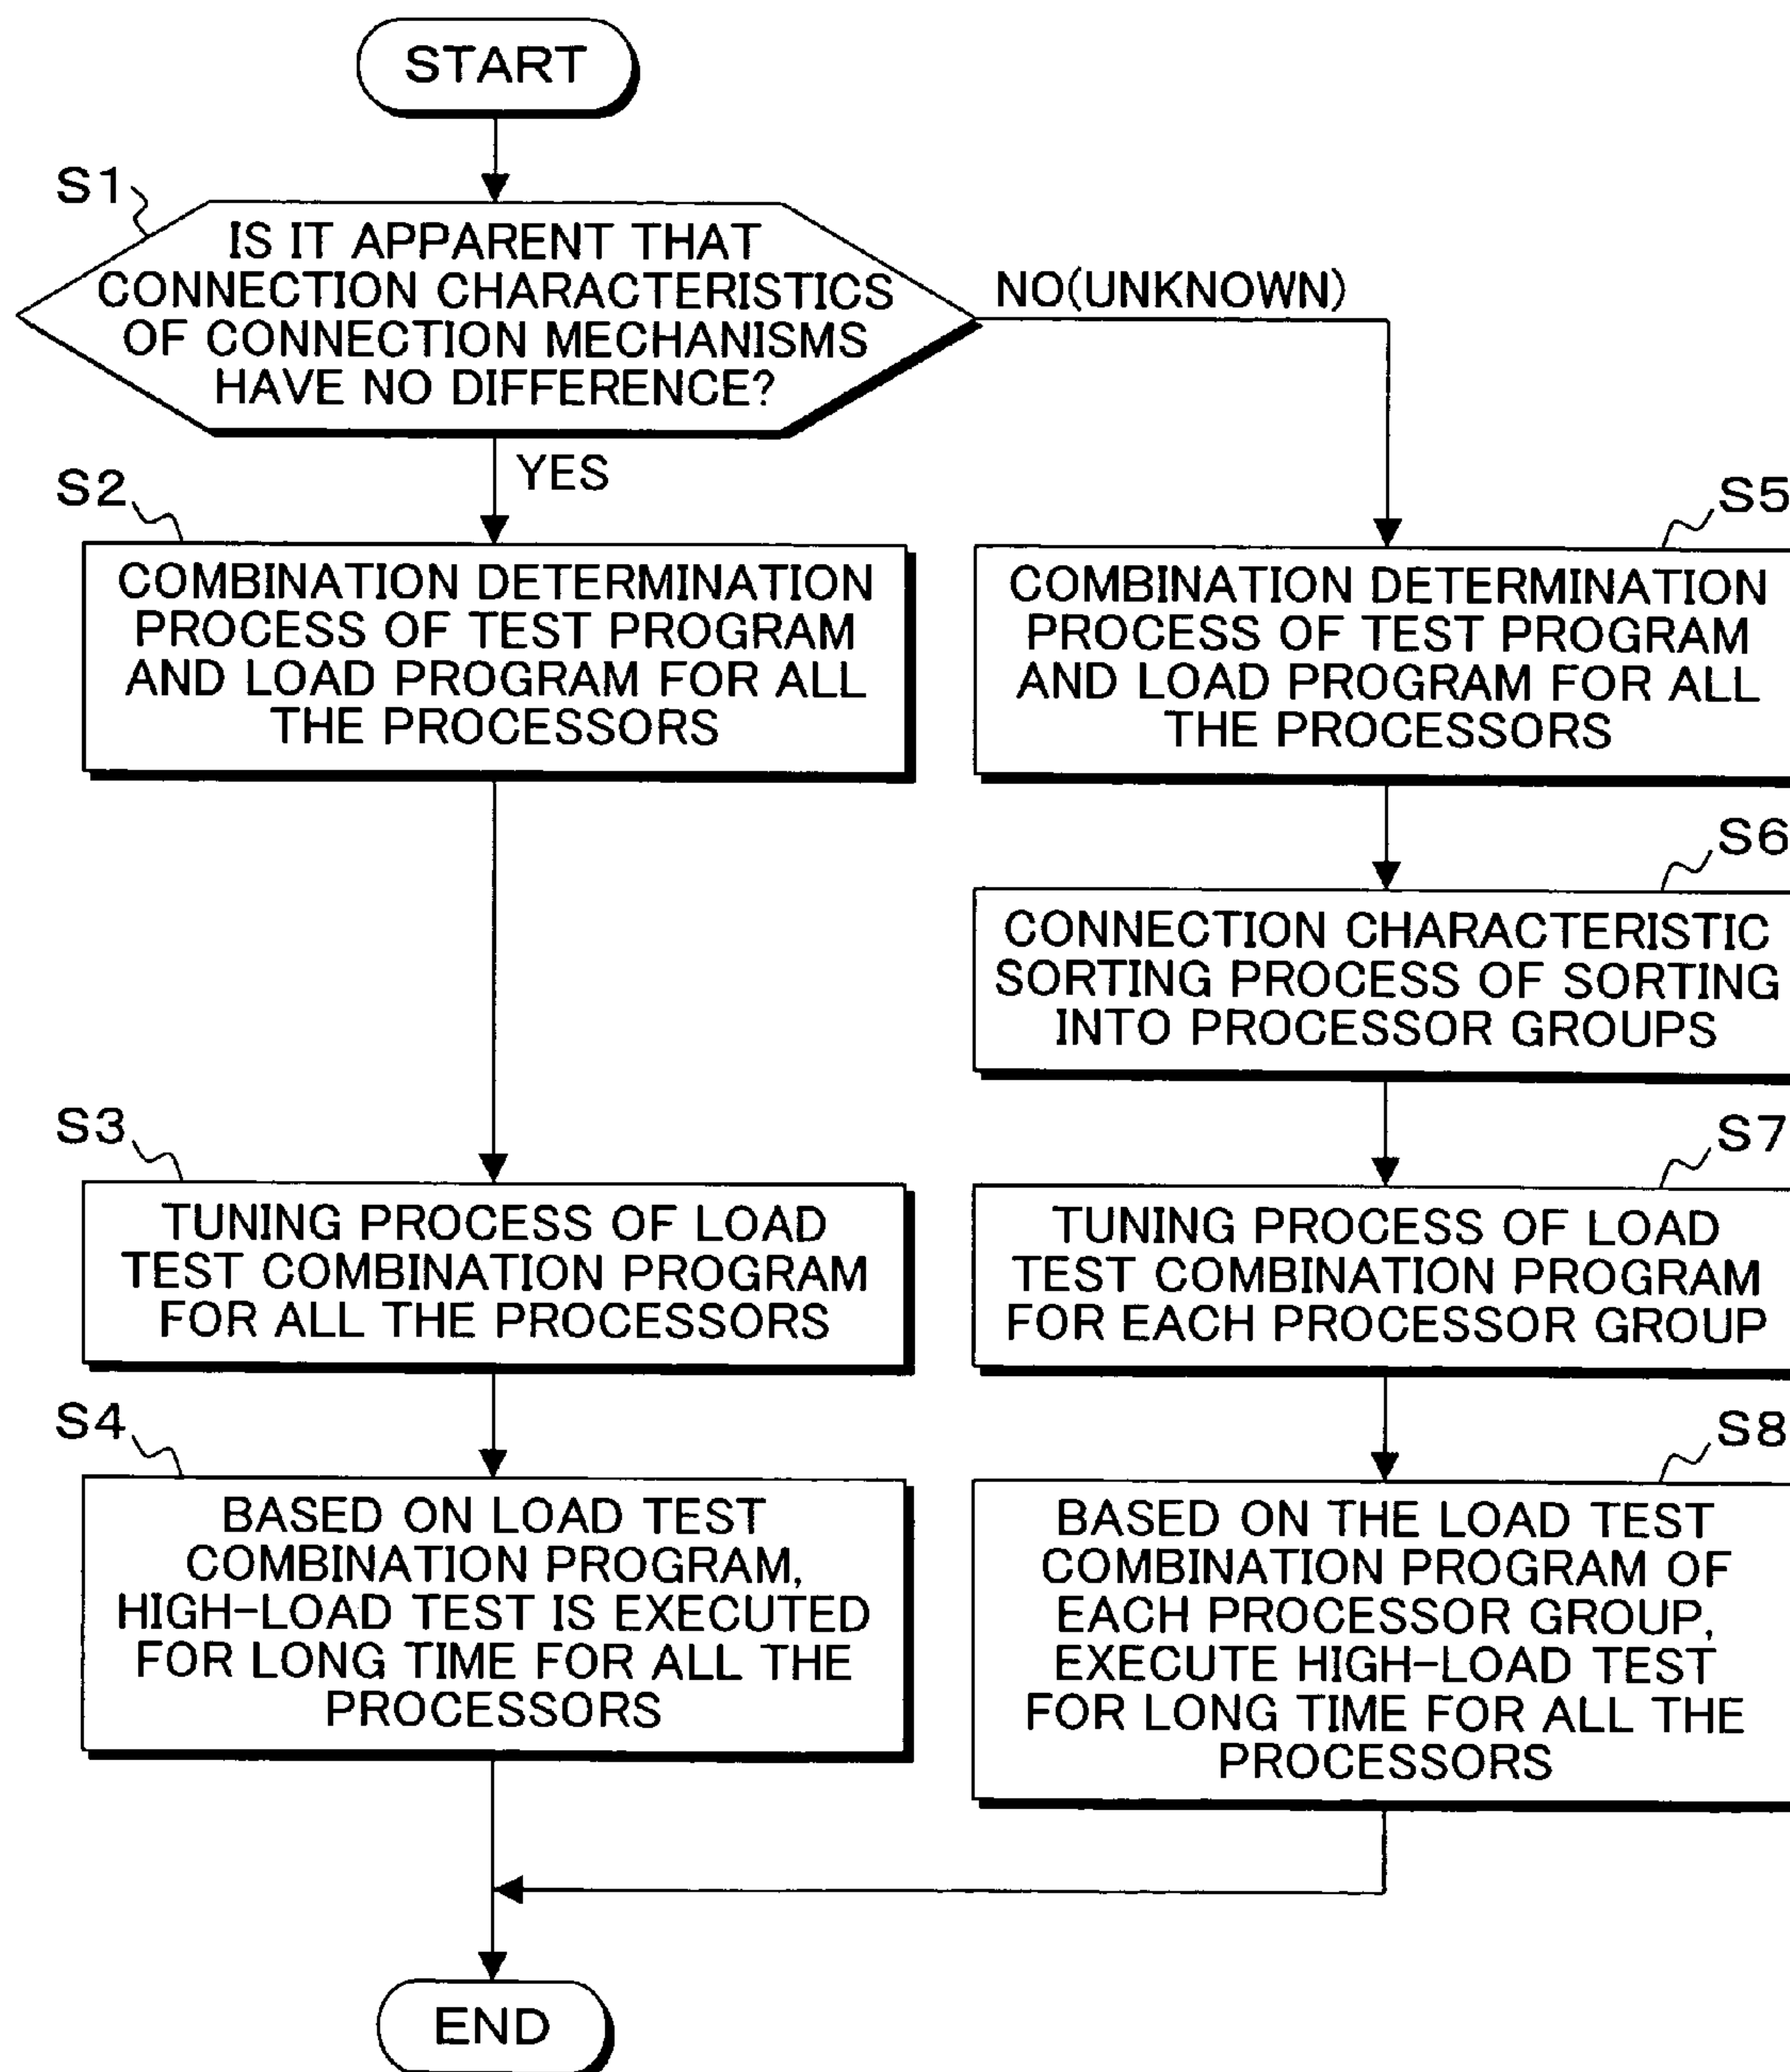 START
S1
IS IT APPARENT THAT
CONNECTION CHARACTERISTICS
OF CONNECTION MECHANISMS
HAVE NO DIFFERENCE?
NO(UNKNOWN)
YES
S2
COMBINATION DETERMINATION
PROCESS OF TEST PROGRAM
AND LOAD PROGRAM FOR ALL
THE PROCESSORS
S3
TUNING PROCESS OF LOAD
TEST COMBINATION PROGRAM
FOR ALL THE PROCESSORS
S4
BASED ON LOAD TEST
COMBINATION PROGRAM,
HIGH-LOAD TEST IS EXECUTED
FOR LONG TIME FOR ALL THE
PROCESSORS
S5
COMBINATION DETERMINATION
PROCESS OF TEST PROGRAM
AND LOAD PROGRAM FOR ALL
THE PROCESSORS
S6
CONNECTION CHARACTERISTIC
SORTING PROCESS OF SORTING
INTO PROCESSOR GROUPS
S7
TUNING PROCESS OF LOAD
TEST COMBINATION PROGRAM
FOR EACH PROCESSOR GROUP
S8
BASED ON THE LOAD TEST
COMBINATION PROGRAM OF
EACH PROCESSOR GROUP,
EXECUTE HIGH-LOAD TEST
FOR LONG TIME FOR ALL THE
PROCESSORS
END